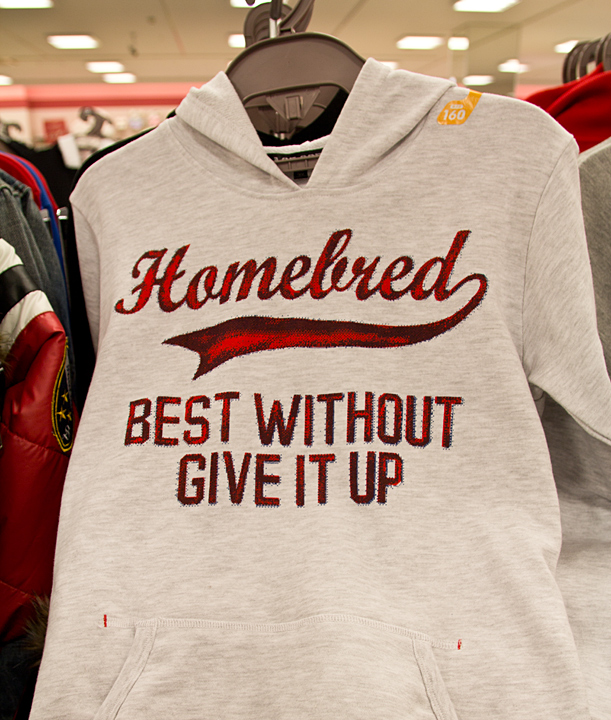 160
Homebred
BEST WITHOUT
GIVE IT UP